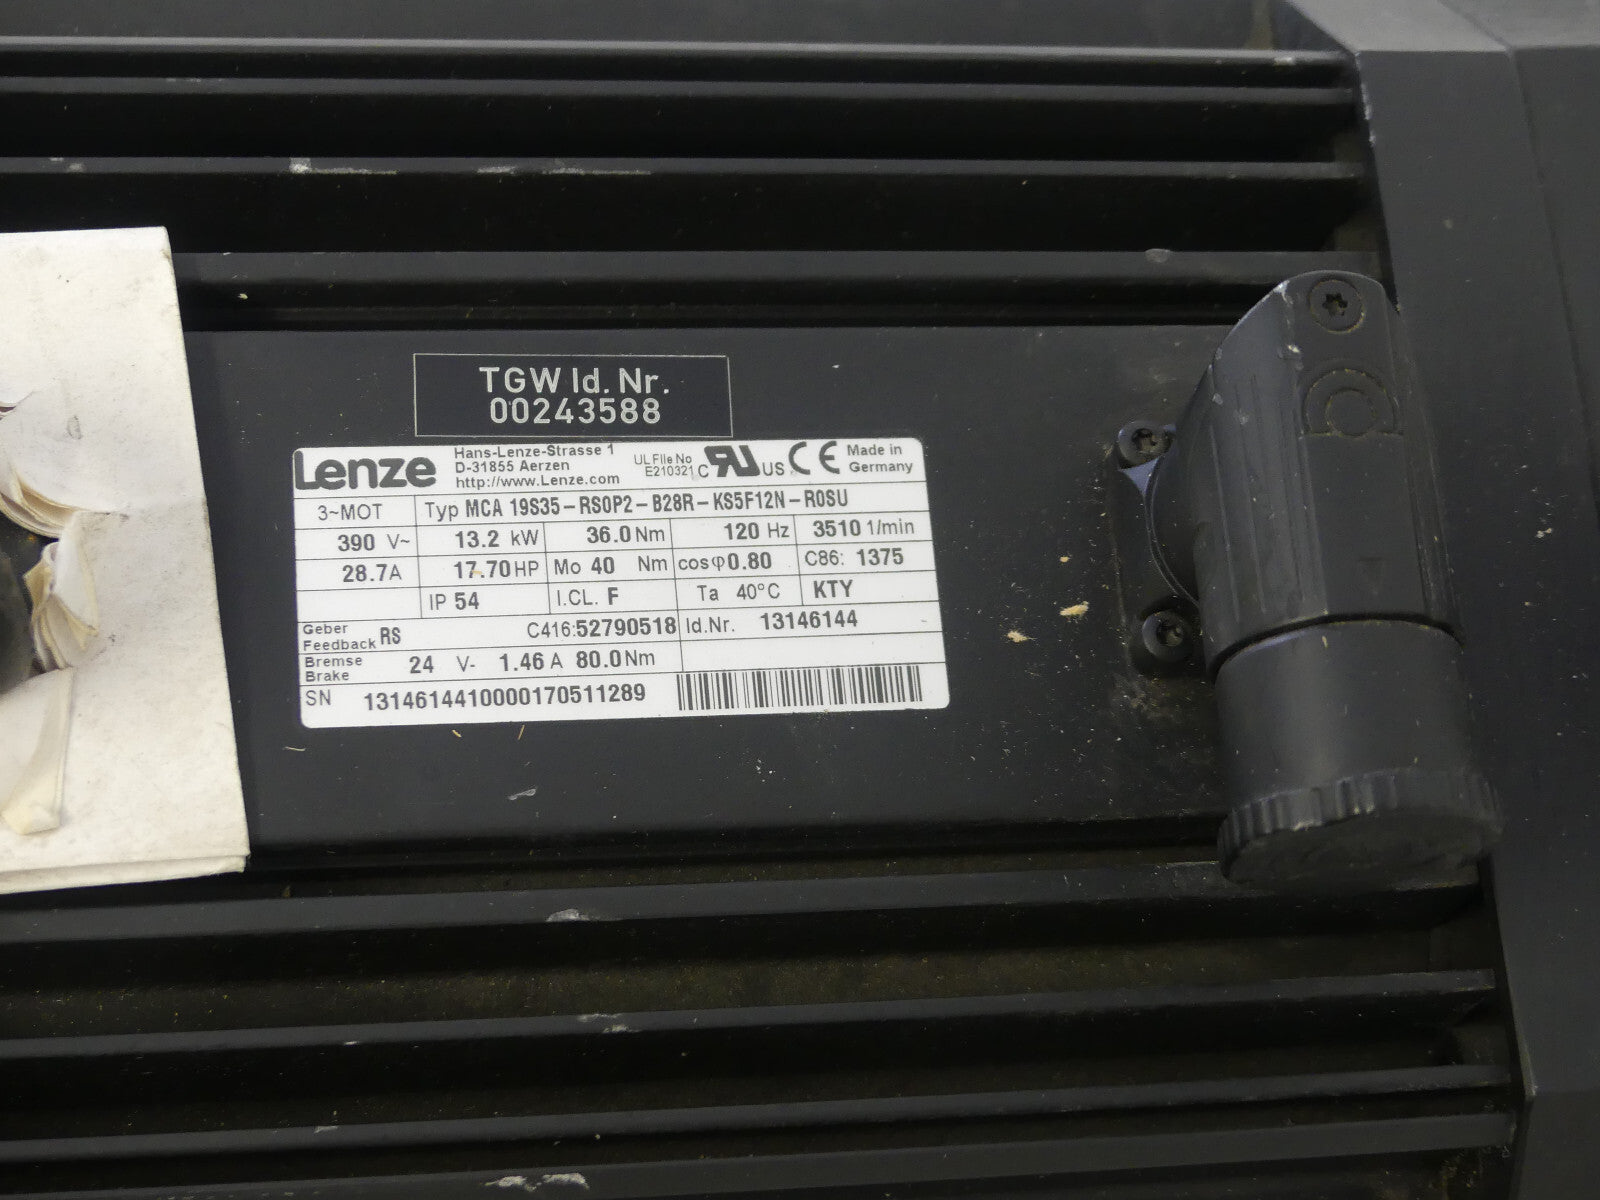 TGW Id. Nr.
00243588
Lenze
Hans-Lenze-Strasse 1
D-31855 Aerzen
http://www.Lenze.com
UL File No
E210321
c RU US CE
Made in
Germany
3~MOT Typ MCA 19S35-RS0P2-B28R-KS5F12N-R0SU
390 V~ 13.2 kW 36.0 Nm 120 Hz 3510 1/min
28.7 A 17.70 HP Mo 40 Nm cosφ 0.80 C86: 1375
IP 54 I.CL. F Ta 40°C KTY
Geber
Feedback RS C416:52790518 Id.Nr. 13146144
Bremse
Brake 24 V- 1.46 A 80.0 Nm
SN 1314614410000170511289